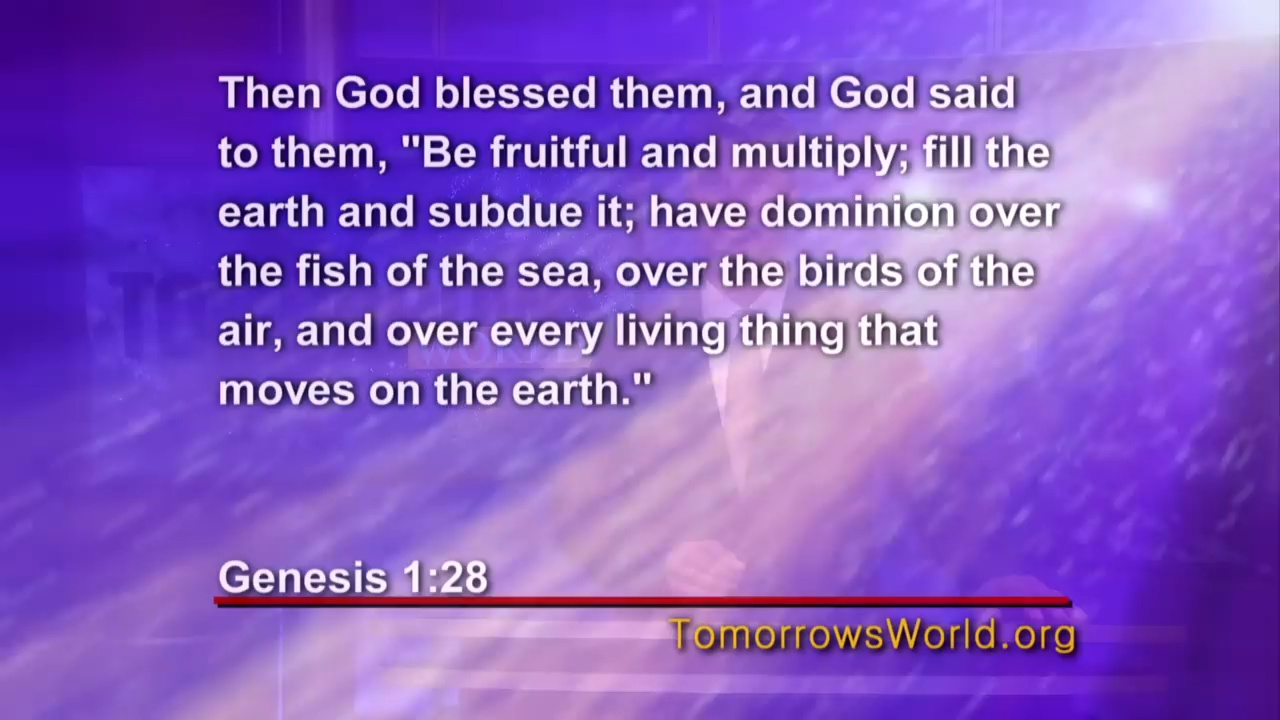 Then God blessed them, and God said
to them, "Be fruitful and multiply; fill the
earth and subdue it; have dominion over
the fish of the sea, over the birds of the
air, and over every living thing that
moves on the earth."
WORLD
Genesis 1:28
TomorrowsWorld.org